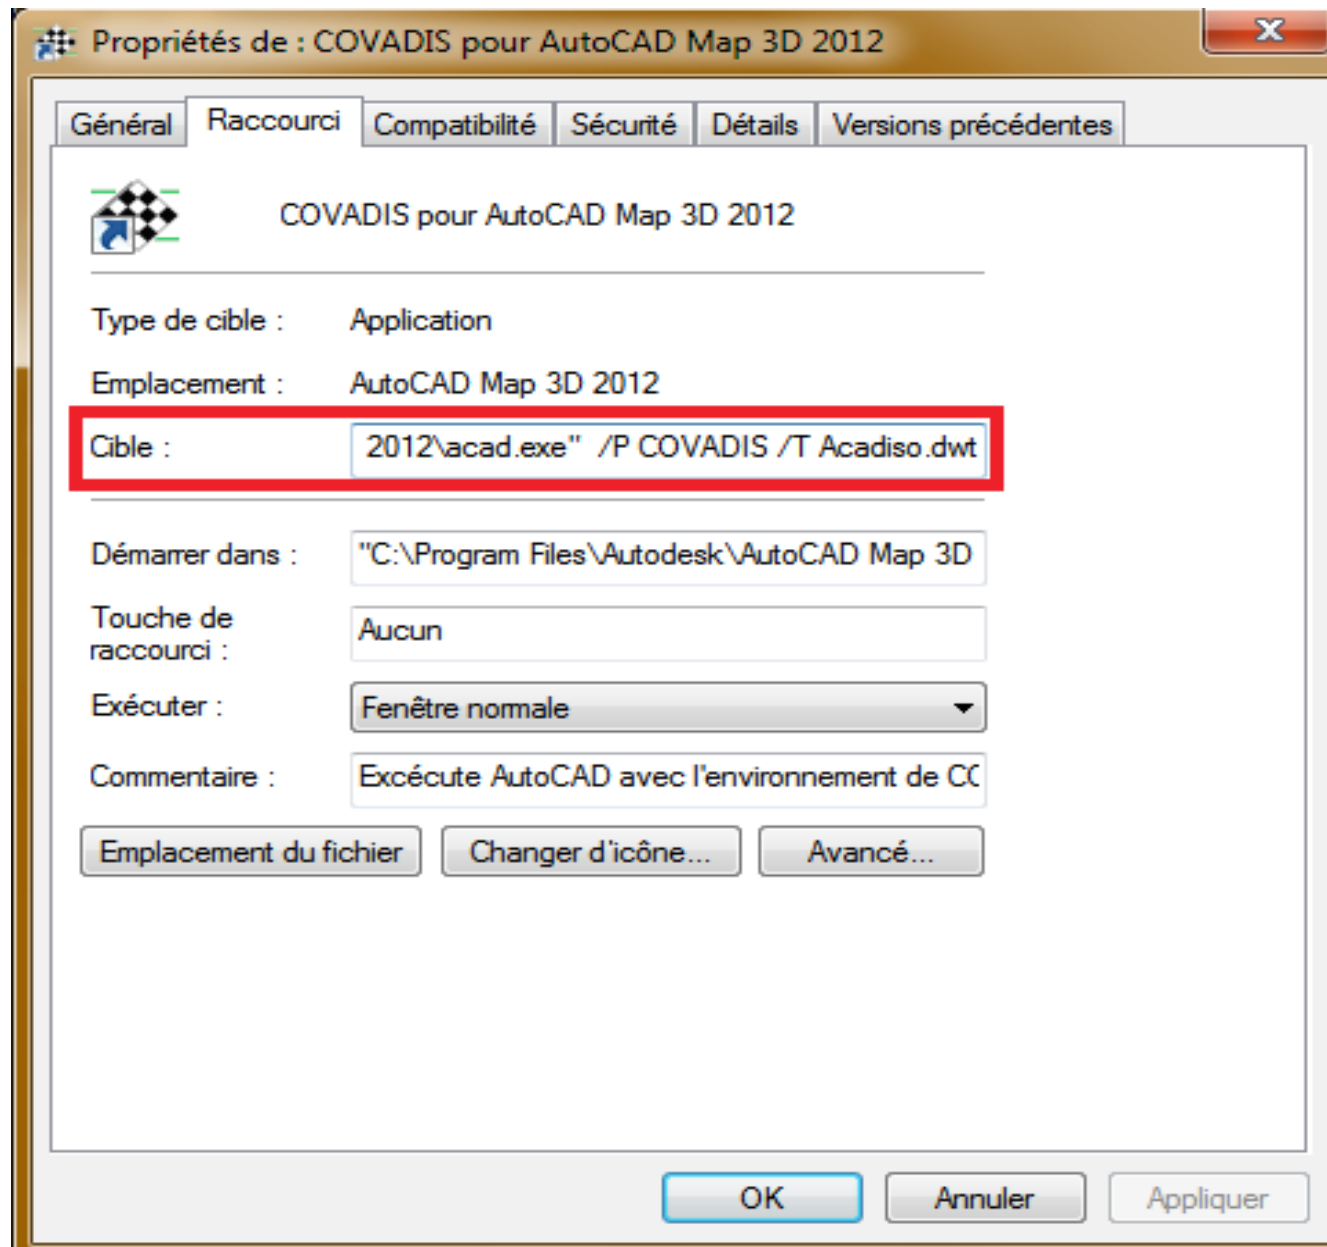 Propriétés de : COVADIS pour AutoCAD Map 3D 2012
Général Raccourci Compatibilité Sécurité Détails Versions précédentes
COVADIS pour AutoCAD Map 3D 2012
Type de cible : Application
Emplacement : AutoCAD Map 3D 2012
Cible : 2012\acad.exe" /P COVADIS /T Acadiso.dwt
Démarrer dans : "C:\Program Files\Autodesk\AutoCAD Map 3D
Touche de
raccourci :
Aucun
Exécuter : Fenêtre normale
Commentaire : Excécute AutoCAD avec l'environnement de CO
Emplacement du fichier Changer d'icône... Avancé...
OK Annuler Appliquer